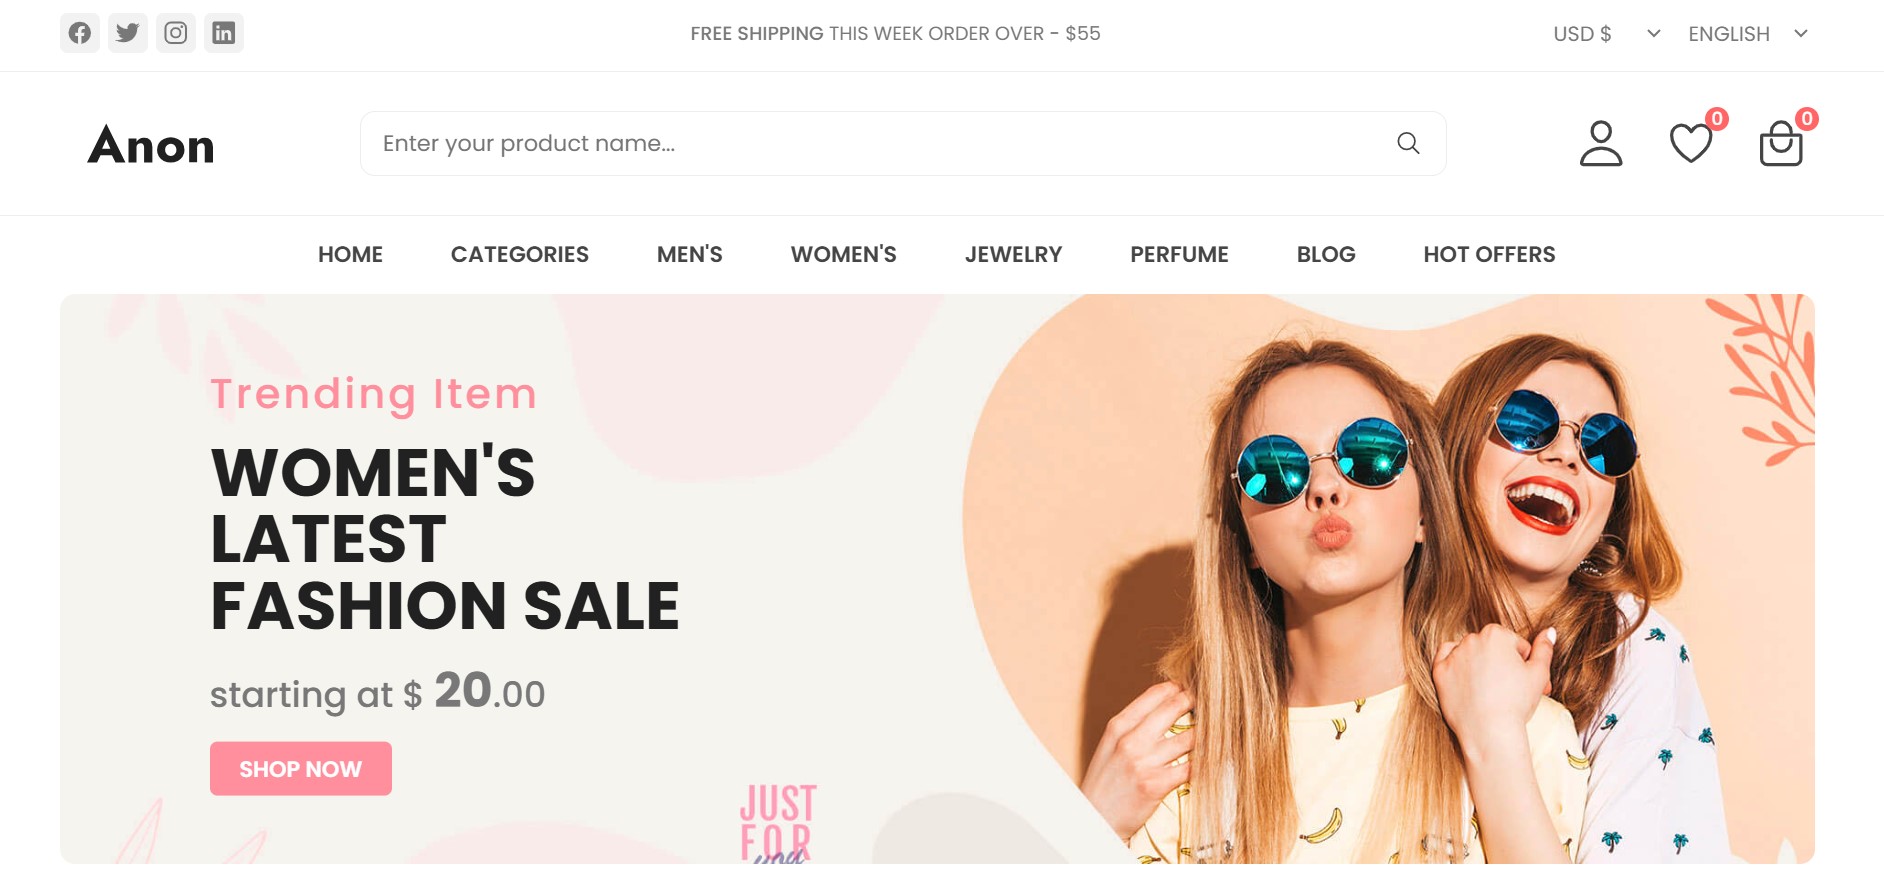 FREE SHIPPING THIS WEEK ORDER OVER - $55
USD $
ENGLISH
Anon
Enter your product name...
0
0
HOME
CATEGORIES
MEN'S
WOMEN'S
JEWELRY
PERFUME
BLOG
HOT OFFERS
Trending Item
WOMEN'S
LATEST
FASHION SALE
starting at $ 20.00
SHOP NOW
JUST
FOR
you